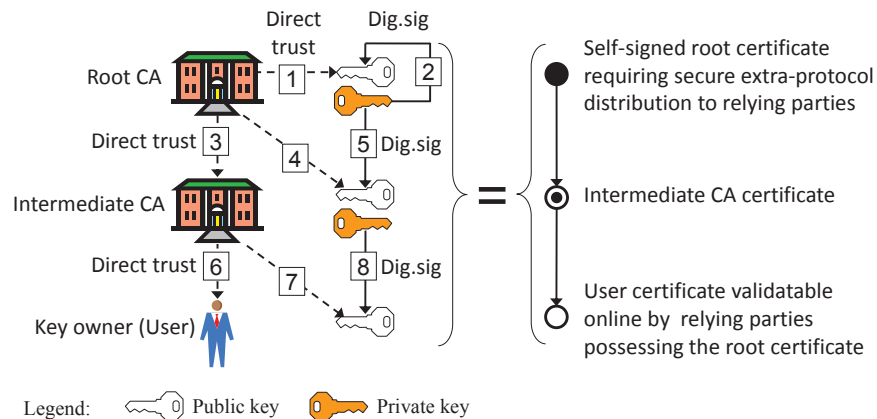 Direct
trust
Dig.sig
Root CA
1
2
Direct trust
3
4
5
Dig.sig
Intermediate CA
Direct trust
6
7
8
Dig.sig
Key owner (User)
=
Self-signed root certificate
requiring secure extra-protocol
distribution to relying parties
Intermediate CA certificate
User certificate validatable
online by relying parties
possessing the root certificate
Legend:
Public key
Private key